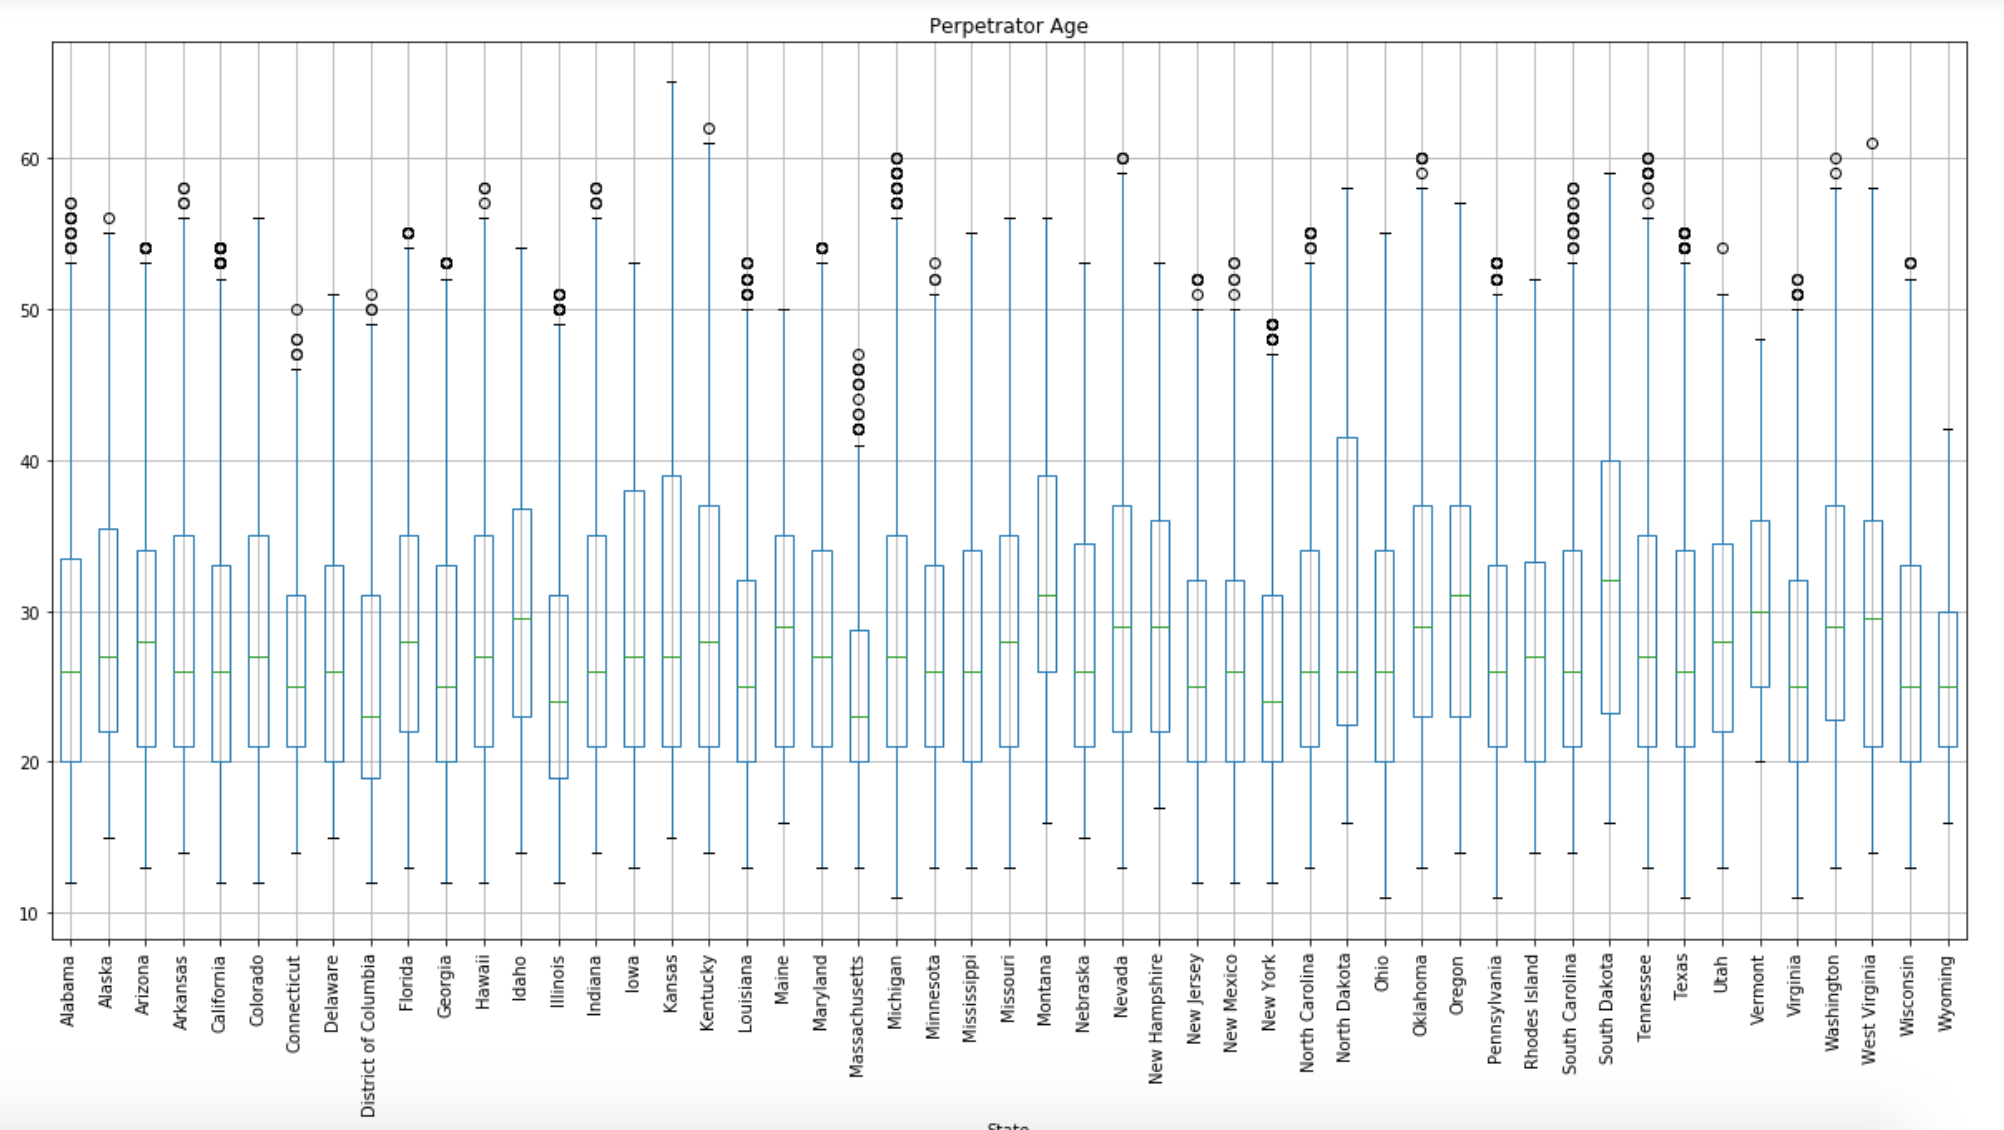 Perpetrator Age
60
50
40
30
20
10
Alabama
Alaska
Arizona
Arkansas
California
Colorado
Connecticut
Delaware
District of Columbia
Florida
Georgia
Hawaii
Idaho
Illinois
Indiana
Iowa
Kansas
Kentucky
Louisiana
Maine
Maryland
Massachusetts
Michigan
Minnesota
Mississippi
Missouri
Montana
Nebraska
Nevada
New Hampshire
New Jersey
New Mexico
New York
North Carolina
North Dakota
Ohio
Oklahoma
Oregon
Pennsylvania
Rhodes Island
South Carolina
South Dakota
Tennessee
Texas
Utah
Vermont
Virginia
Washington
West Virginia
Wisconsin
Wyoming
State